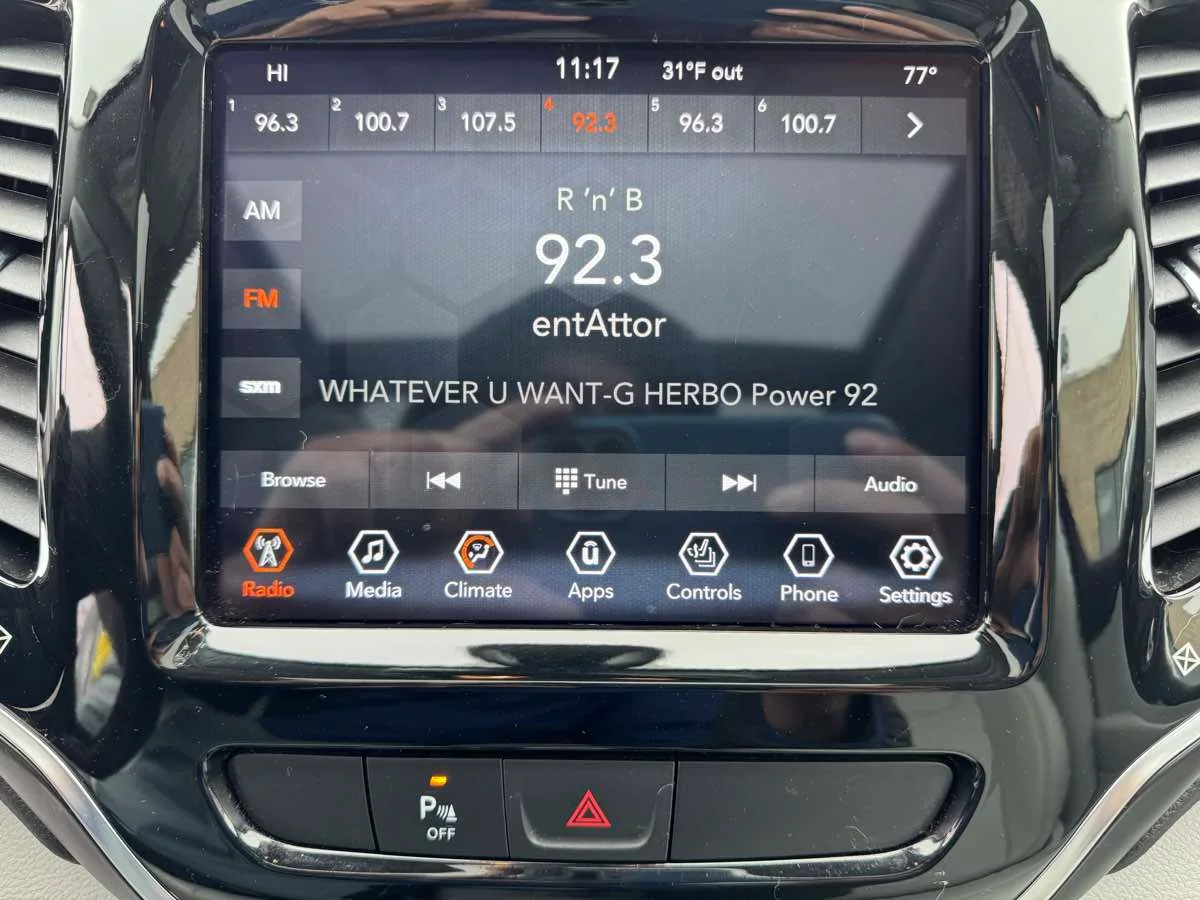 HI 11:17 31°F out 77°
1 96.3 2 100.7 3 107.5 4 92.3 5 96.3 6 100.7
AM
R 'n' B
92.3
FM
entAttor
sxm
WHATEVER U WANT-G HERBO Power 92
Browse Tune Audio
ū
Radio Media Climate Apps Controls Phone Settings
P
OFF